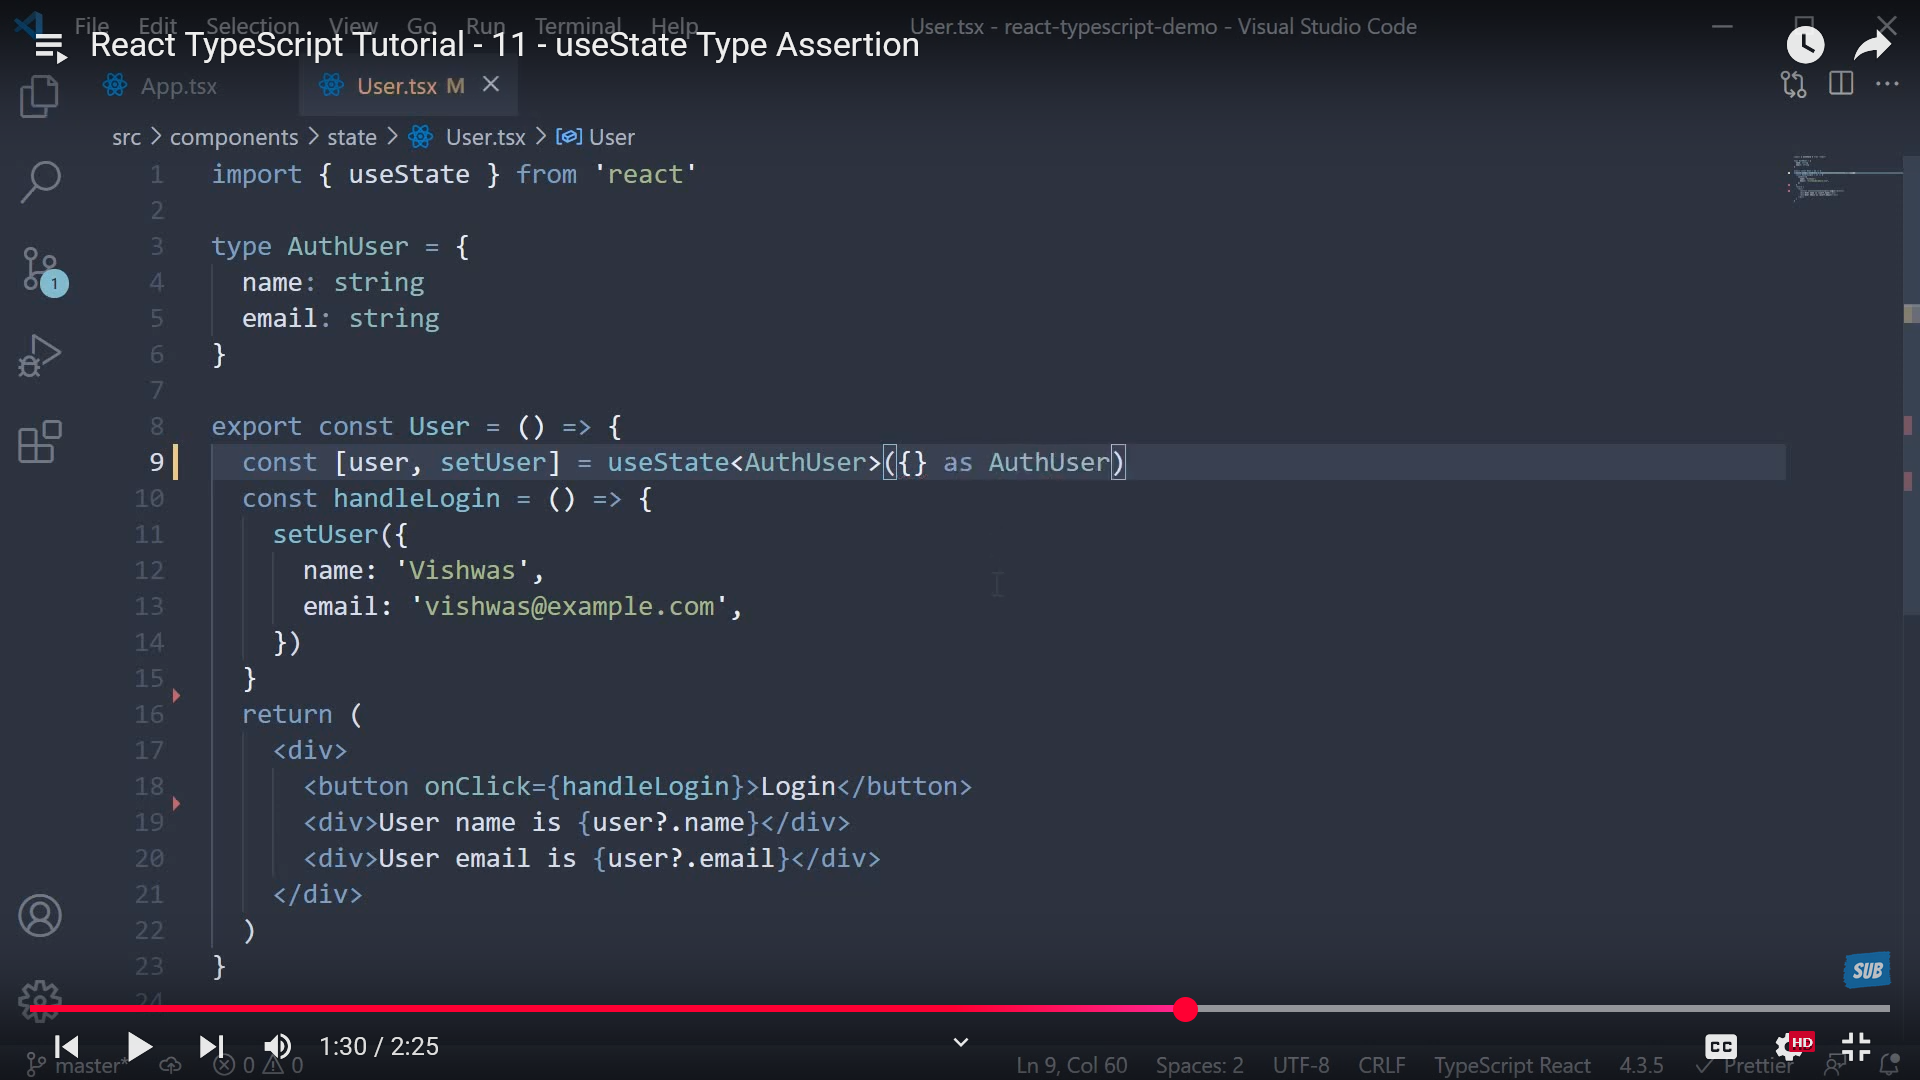 File Edit Selection View Go Run Terminal Help User.tsx - react-typescript-demo - Visual Studio Code
React TypeScript Tutorial - 11 - useState Type Assertion
App.tsx User.tsx M
src > components > state > User.tsx > User
1 import { useState } from 'react'
2
3 type AuthUser = {
4 name: string
5 email: string
6 }
7
8 export const User = () => {
9 const [user, setUser] = useState<AuthUser>({} as AuthUser)
10 const handleLogin = () => {
11 setUser({
12 name: 'Vishwas',
13 email: 'vishwas@example.com',
14 })
15 }
16 return (
17 <div>
18 <button onClick={handleLogin}>Login</button>
19 <div>User name is {user?.name}</div>
20 <div>User email is {user?.email}</div>
21 </div>
22 )
23 }
24
1
SUB
1:30 / 2:25
CC HD
master* 0 0 Ln 9, Col 60 Spaces: 2 UTF-8 CRLF TypeScript React 4.3.5 Prettier